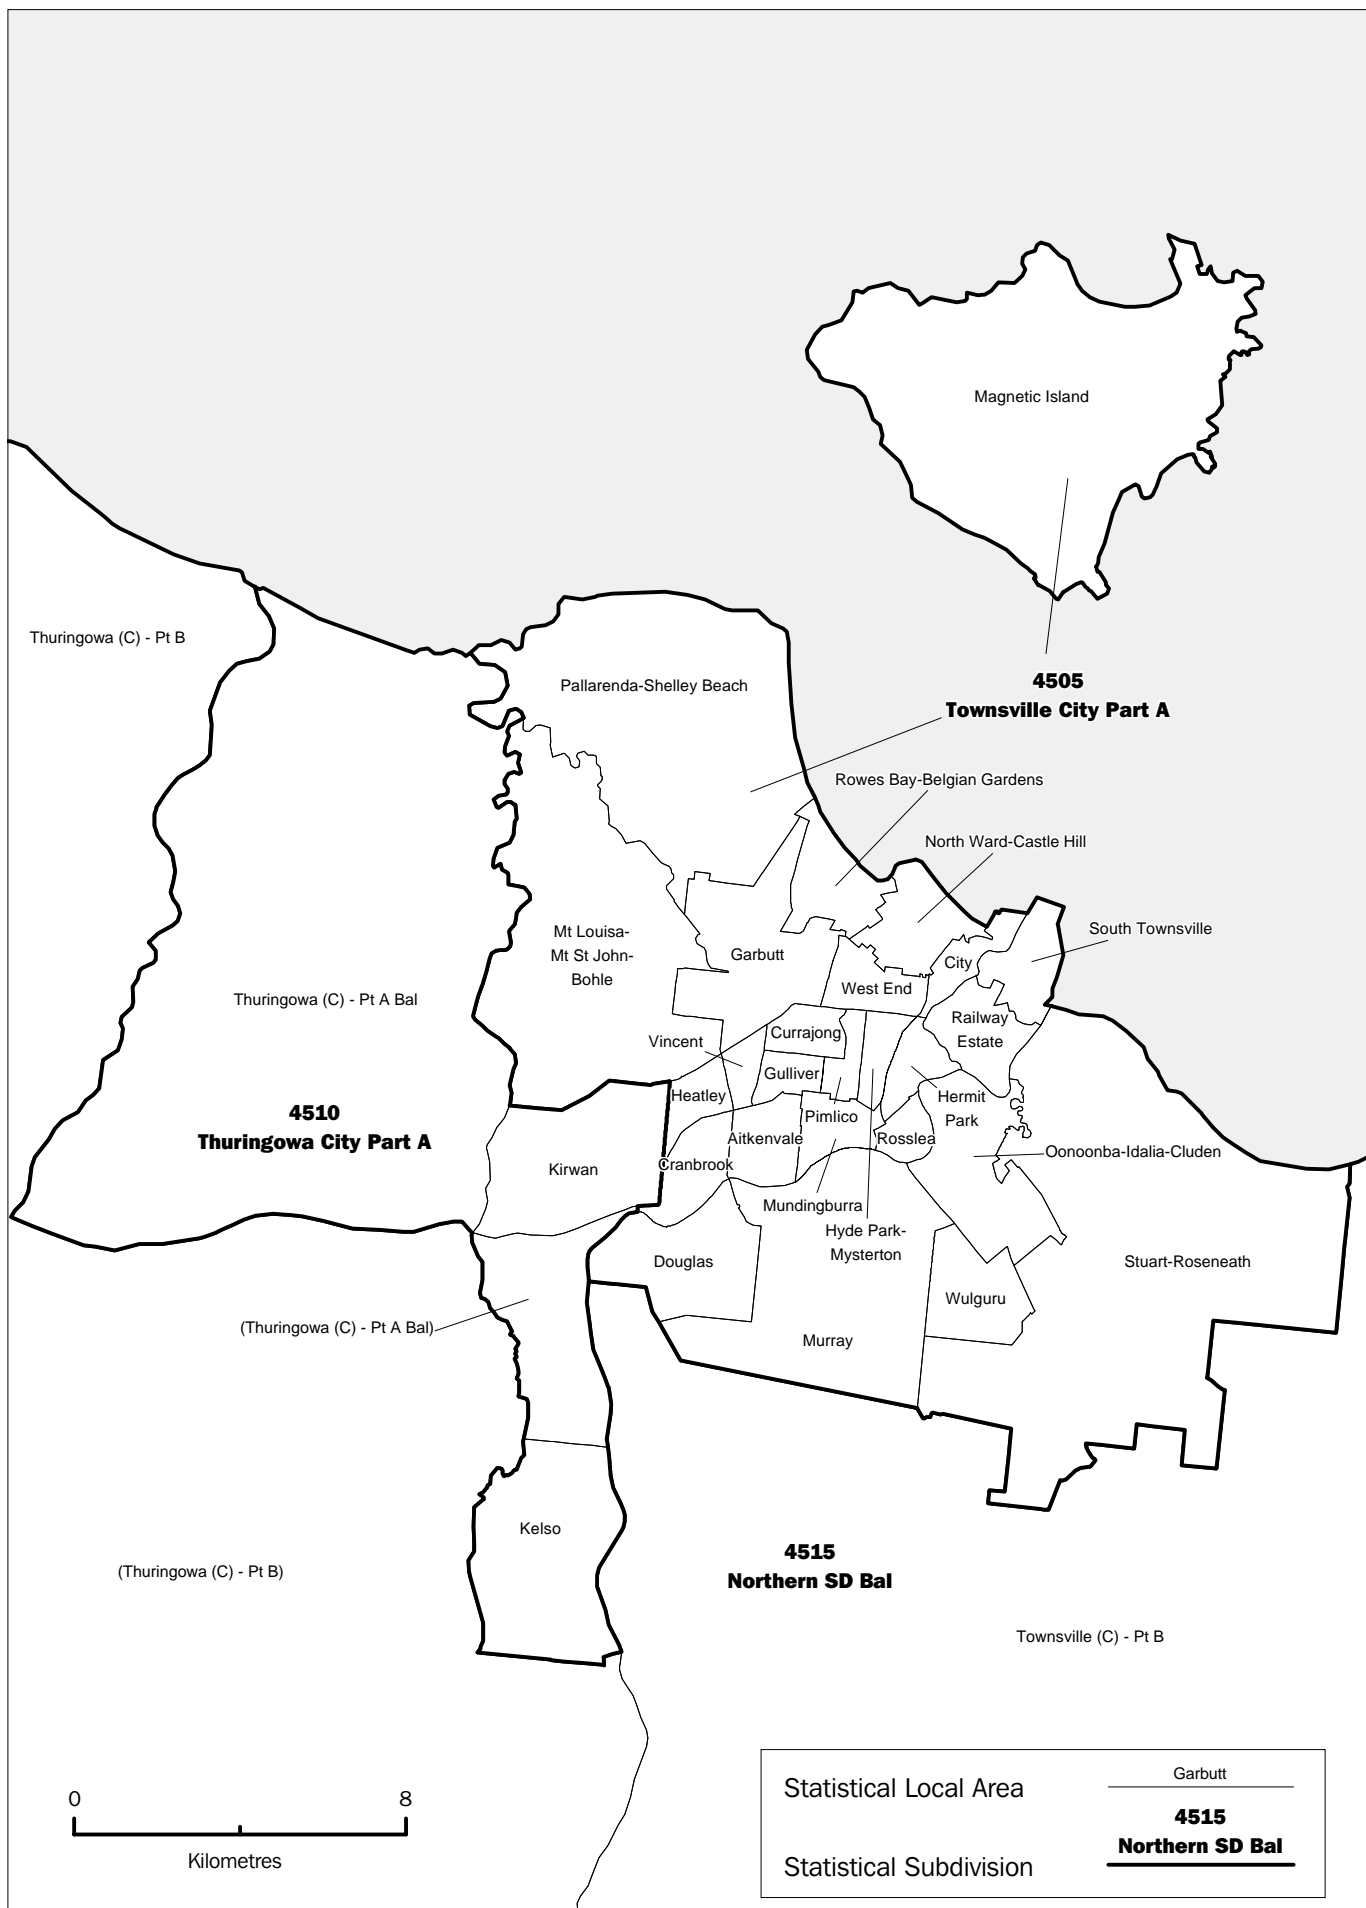 Magnetic Island
Thuringowa (C) - Pt B
4505
Townsville City Part A
Pallarenda-Shelley Beach
Rowes Bay-Belgian Gardens
North Ward-Castle Hill
South Townsville
Mt Louisa-
Mt St John-
Bohle
Garbutt
City
West End
Thuringowa (C) - Pt A Bal
Railway
Estate
Vincent
Currajong
Gulliver
Heatley
Hermit
Park
4510
Thuringowa City Part A
Pimlico
Aitkenvale
Rosslea
Oonoonba-Idalia-Cluden
Kirwan
Cranbrook
Mundingburra
Hyde Park-
Mysterton
Douglas
Stuart-Roseneath
Wulguru
(Thuringowa (C) - Pt A Bal)
Murray
Kelso
4515
Northern SD Bal
(Thuringowa (C) - Pt B)
Townsville (C) - Pt B
0 8
Kilometres
Statistical Local Area
Garbutt
4515
Northern SD Bal
Statistical Subdivision